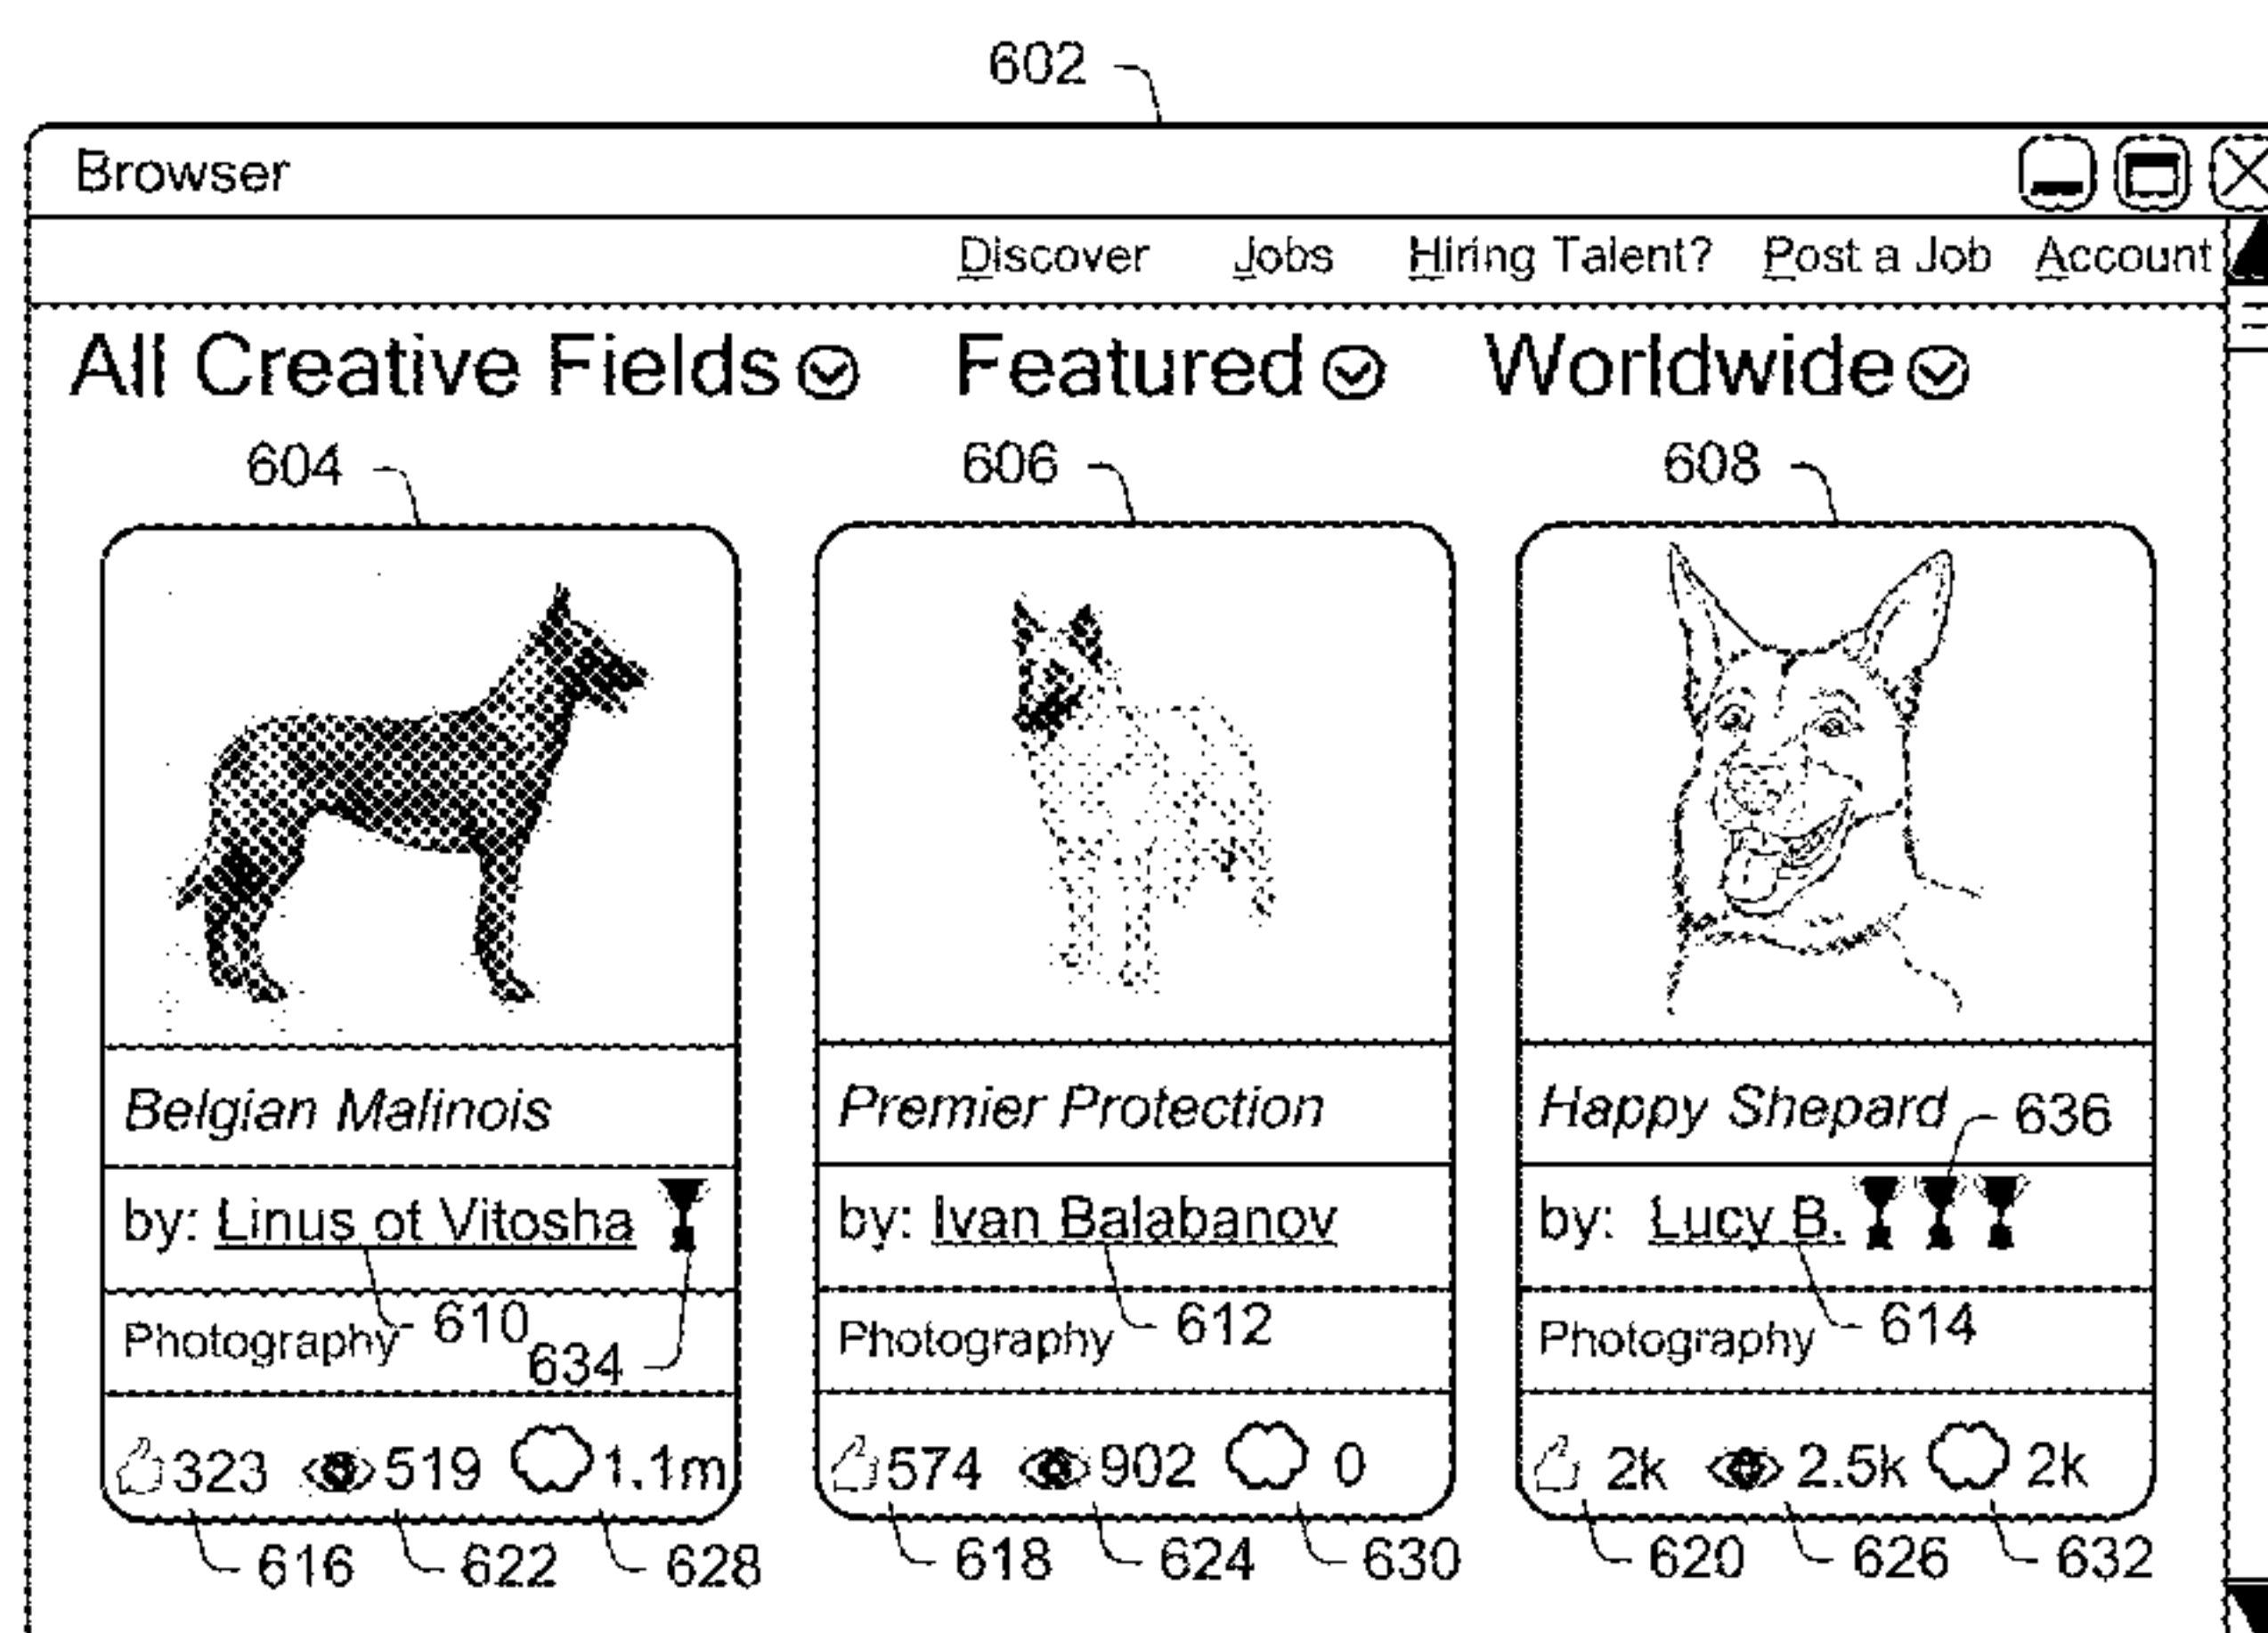 602
Browser
Discover Jobs Hiring Talent? Post a Job Account
All Creative Fields Featured Worldwide
604 606 608
Belgian Malinois Premier Protection Happy Shepard 636
by: Linus of Vitosha by: Ivan Balabanov by: Lucy B.
Photography 610 634 Photography 612 Photography 614
323 519 1.1m 574 902 0 2k 2.5k 2k
616 622 628 618 624 630 620 626 632